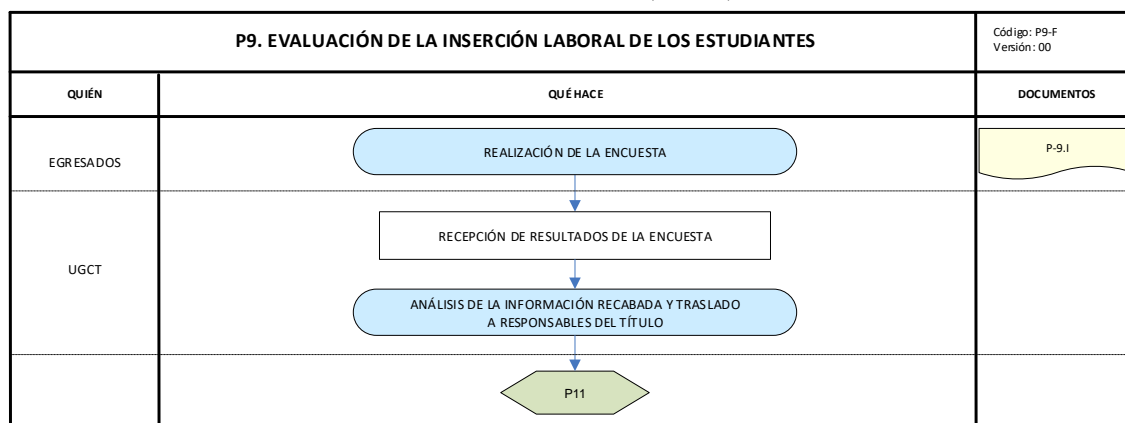 P9. EVALUACIÓN DE LA INSERCIÓN LABORAL DE LOS ESTUDIANTES
Código: P9-F
Versión: 00
QUIÉN
QUÉ HACE
DOCUMENTOS
EGRESADOS
REALIZACIÓN DE LA ENCUESTA
P-9.I
UGCT
RECEPCIÓN DE RESULTADOS DE LA ENCUESTA
ANÁLISIS DE LA INFORMACIÓN RECABADA Y TRASLADO
A RESPONSABLES DEL TÍTULO
P11